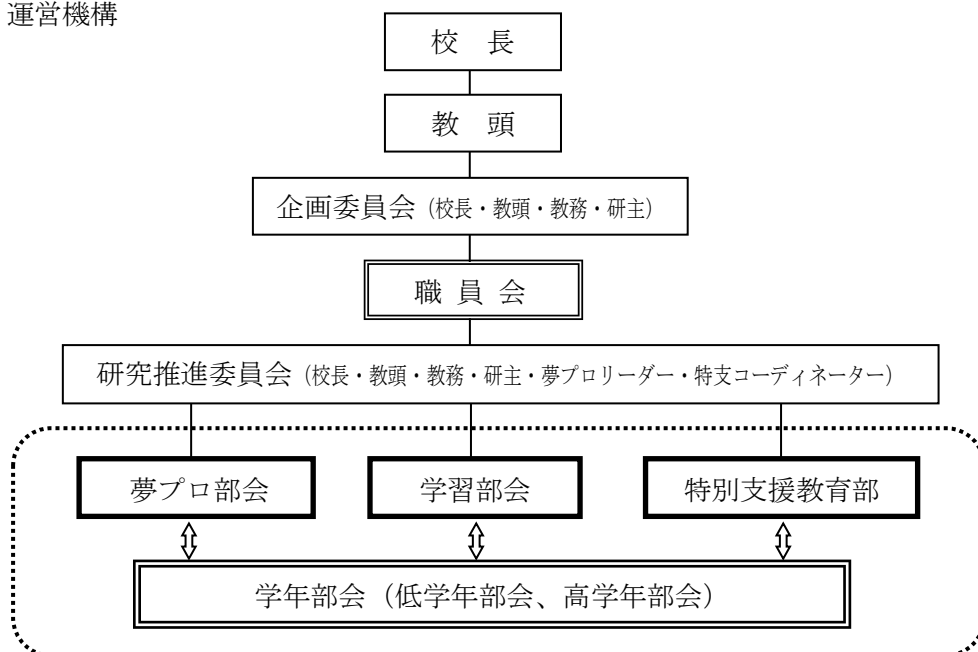 運営機構
校 長
教 頭
企画委員会（校長・教頭・教務・研主）
職 員 会
研究推進委員会（校長・教頭・教務・研主・夢プロリーダー・特支コーディネーター）
夢プロ部会
学習部会
特別支援教育部
学年部会（低学年部会、高学年部会）